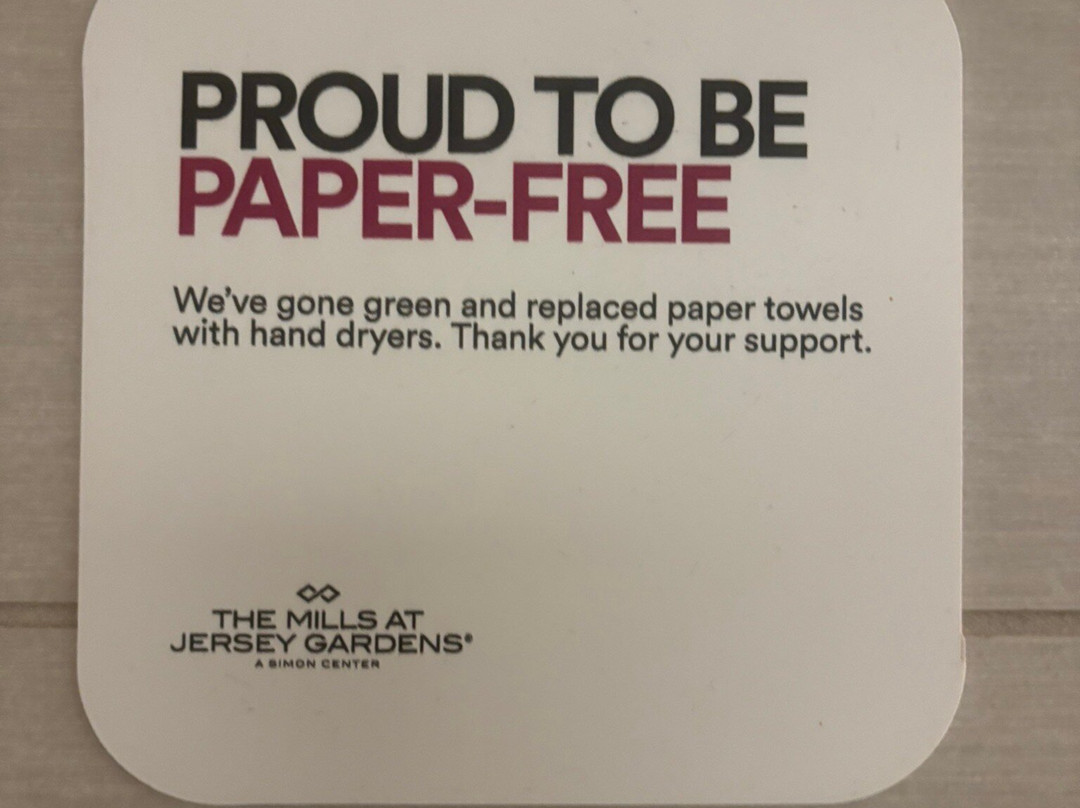 PROUD TO BE
PAPER-FREE
We've gone green and replaced paper towels
with hand dryers. Thank you for your support.
THE MILLS AT
JERSEY GARDENS®
A SIMON CENTER